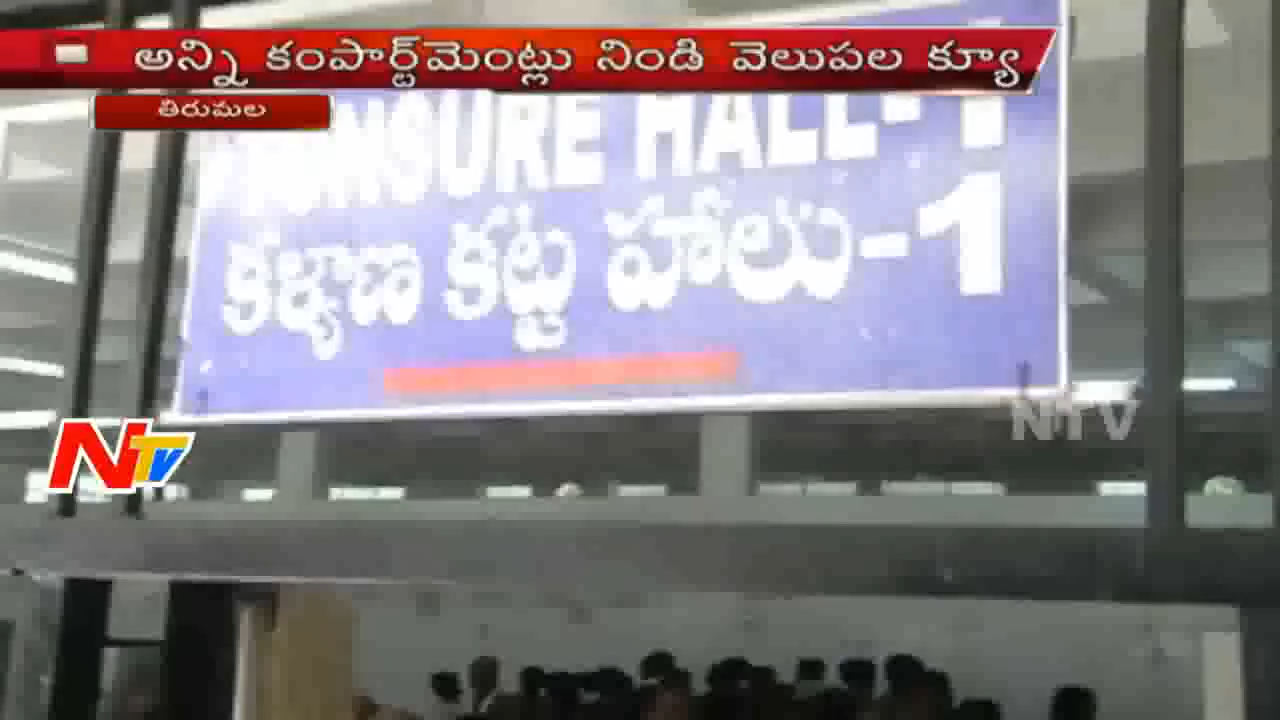 అన్ని కంపార్ట్‌మెంట్లు నిండి వెలుపల క్యూ
తిరుమల
HALL-1
కళ్యాణ కట్ట హాలు-1
NTV
NTV